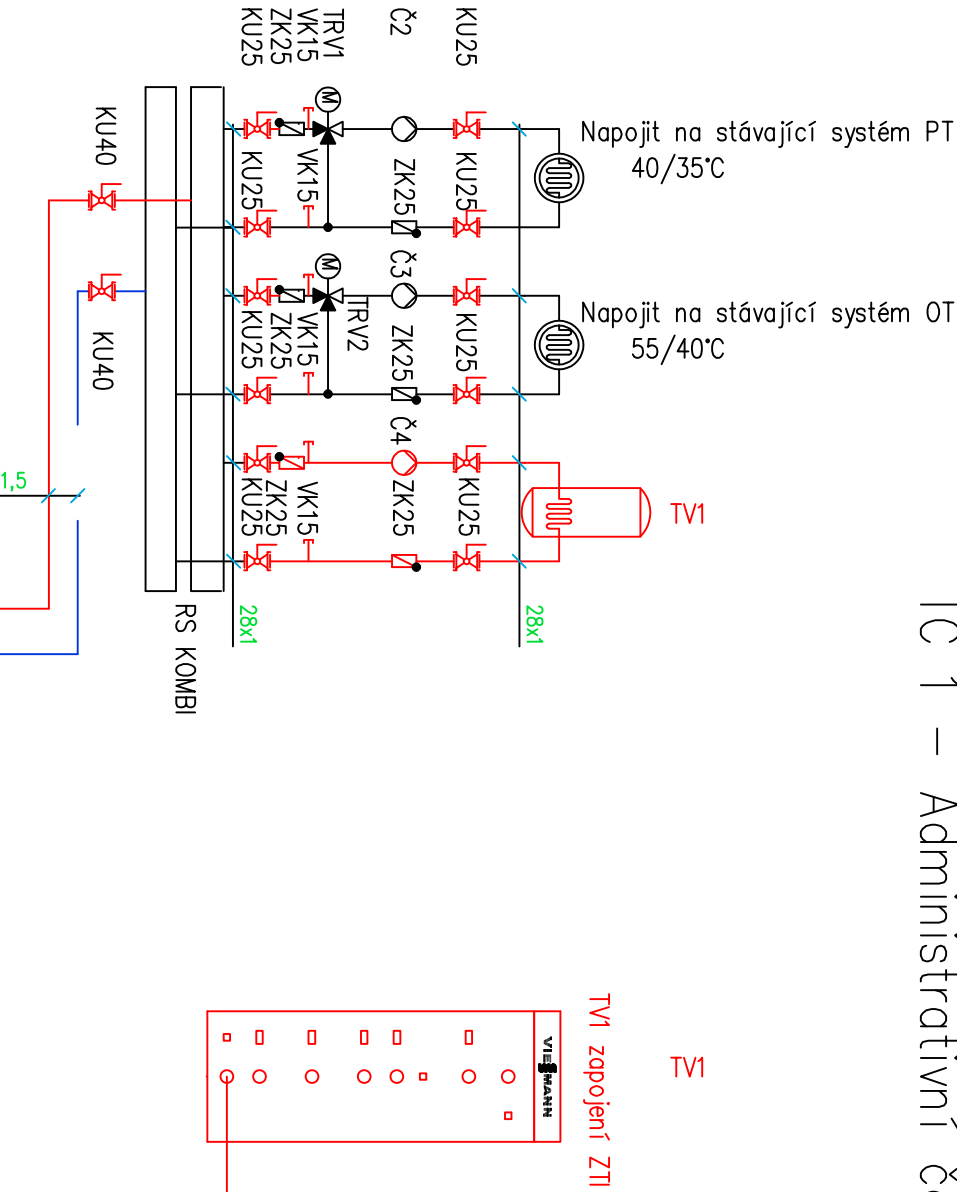 KU25
Č2
TRV1
VK15
ZK25
KU25
M
Napojit na stávající systém PT
40/35°C
KU40
KU25
VK15
ZK25
KU25
Č3
M
TRV2
Napojit na stávající systém OT
55/40°C
KU40
KU25
ZK25
VK15
ZK25
KU25
Č4
TV1
KU25
ZK25
VK15
ZK25
KU25
1,5
28x1
28x1
RS KOMBI
IC 1 – Administrativní
TV1 zapojení ZTI
TV1
VIESSMANN